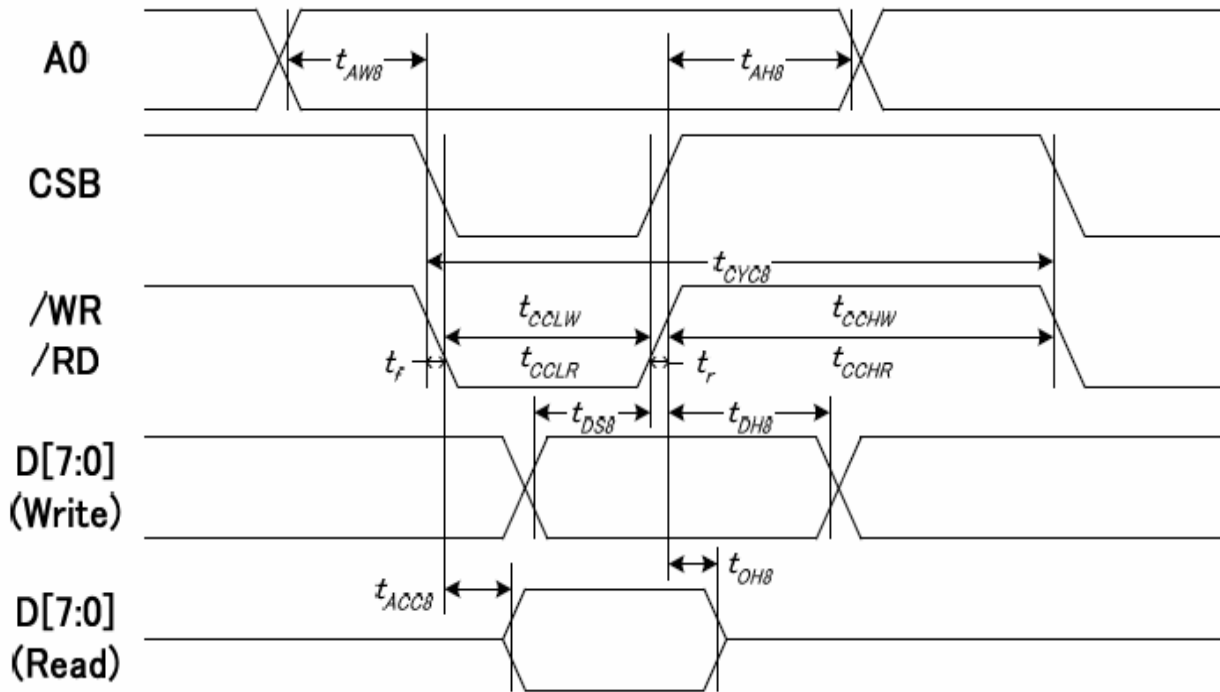 A0
tAW8
tAH8
CSB
tCYC8
/WR
/RD
tCCLW
tCCHW
tf
tCCLR
tr
tCCHR
tDS8
tDH8
D[7:0]
(Write)
tOH8
tACC8
D[7:0]
(Read)